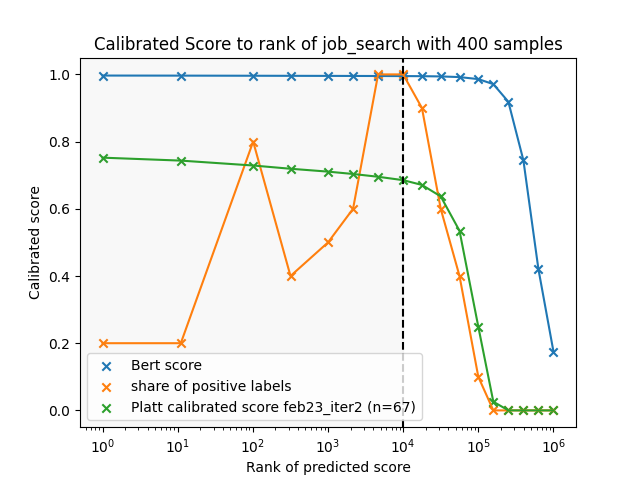 Calibrated Score to rank of job_search with 400 samples
Calibrated score
1.0
0.8
0.6
0.4
0.2
0.0
Bert score
share of positive labels
Platt calibrated score feb23_iter2 (n=67)
10⁰ 10¹ 10² 10³ 10⁴ 10⁵ 10⁶
Rank of predicted score